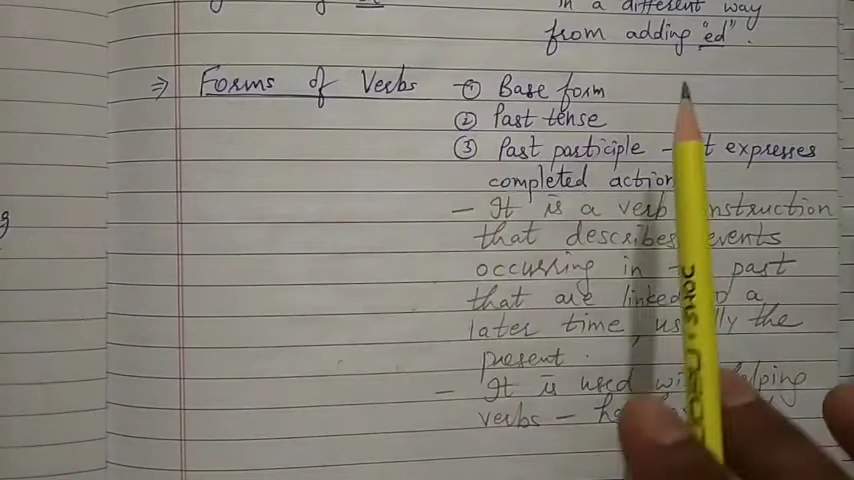 in a different way
from adding "ed".
⇒ Forms of Verbs - ① Base form
② Past tense
③ Past participle - expresses
completed action
- It is a verb
that describes events
occurring in past
that are linked a
later time, the
present.
- It is used
verbs -